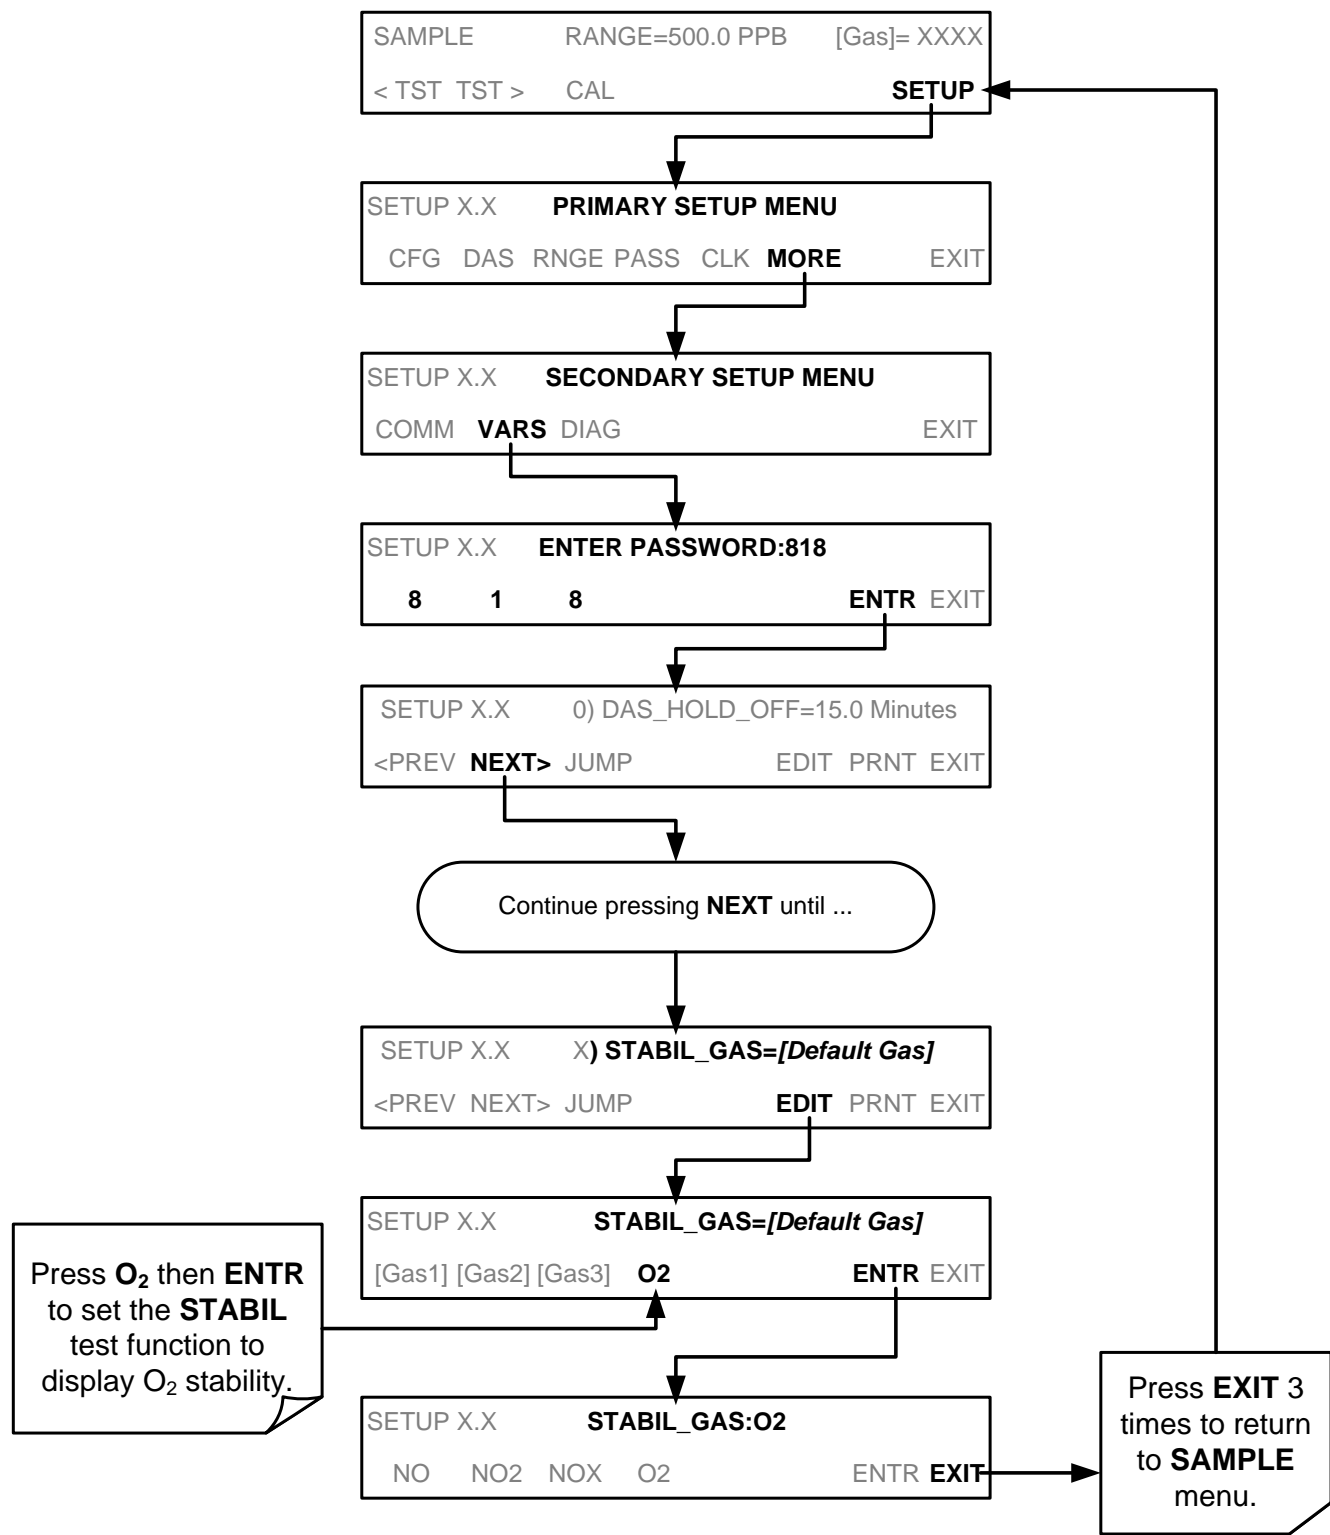 SAMPLE RANGE=500.0 PPB [Gas]= XXXX
< TST TST > CAL SETUP
SETUP X.X PRIMARY SETUP MENU
CFG DAS RNGE PASS CLK MORE EXIT
SETUP X.X SECONDARY SETUP MENU
COMM VARS DIAG EXIT
SETUP X.X ENTER PASSWORD:818
8 1 8 ENTR EXIT
SETUP X.X 0) DAS_HOLD_OFF=15.0 Minutes
<PREV NEXT> JUMP EDIT PRNT EXIT
Continue pressing NEXT until ...
SETUP X.X X) STABIL_GAS=[Default Gas]
<PREV NEXT> JUMP EDIT PRNT EXIT
SETUP X.X STABIL_GAS=[Default Gas]
[Gas1] [Gas2] [Gas3] O2 ENTR EXIT
Press O₂ then ENTR
to set the STABIL
test function to
display O₂ stability.
SETUP X.X STABIL_GAS:O2
NO NO2 NOX O2 ENTR EXIT
Press EXIT 3
times to return
to SAMPLE
menu.